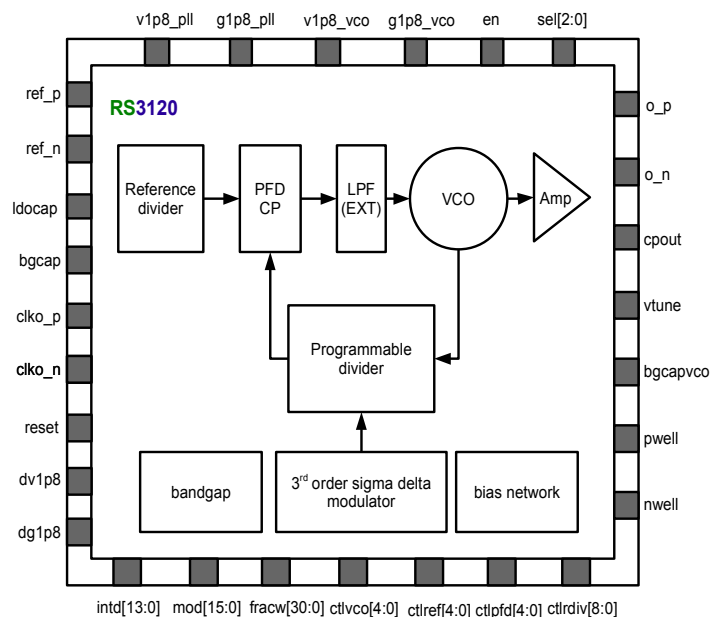 v1p8_pll g1p8_pll v1p8_vco g1p8_vco en sel[2:0]
ref_p
ref_n
ldocap
bgcap
clko_p
clko_n
reset
dv1p8
dg1p8
RS3120
Reference
divider
PFD
CP
LPF
(EXT)
VCO
Amp
Programmable
divider
bandgap
3rd order sigma delta
modulator
bias network
o_p
o_n
cpout
vtune
bgcapvco
pwell
nwell
intd[13:0] mod[15:0] fracw[30:0] ctlvco[4:0] ctlref[4:0] ctlpfd[4:0] ctlrdiv[8:0]